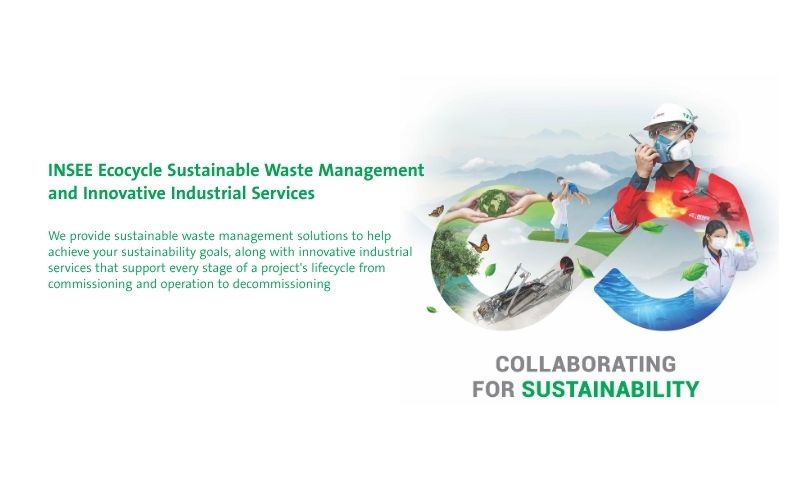 INSEE Ecocycle Sustainable Waste Management
and Innovative Industrial Services
We provide sustainable waste management solutions to help
achieve your sustainability goals, along with innovative industrial
services that support every stage of a project's lifecycle from
commissioning and operation to decommissioning
COLLABORATING
FOR SUSTAINABILITY